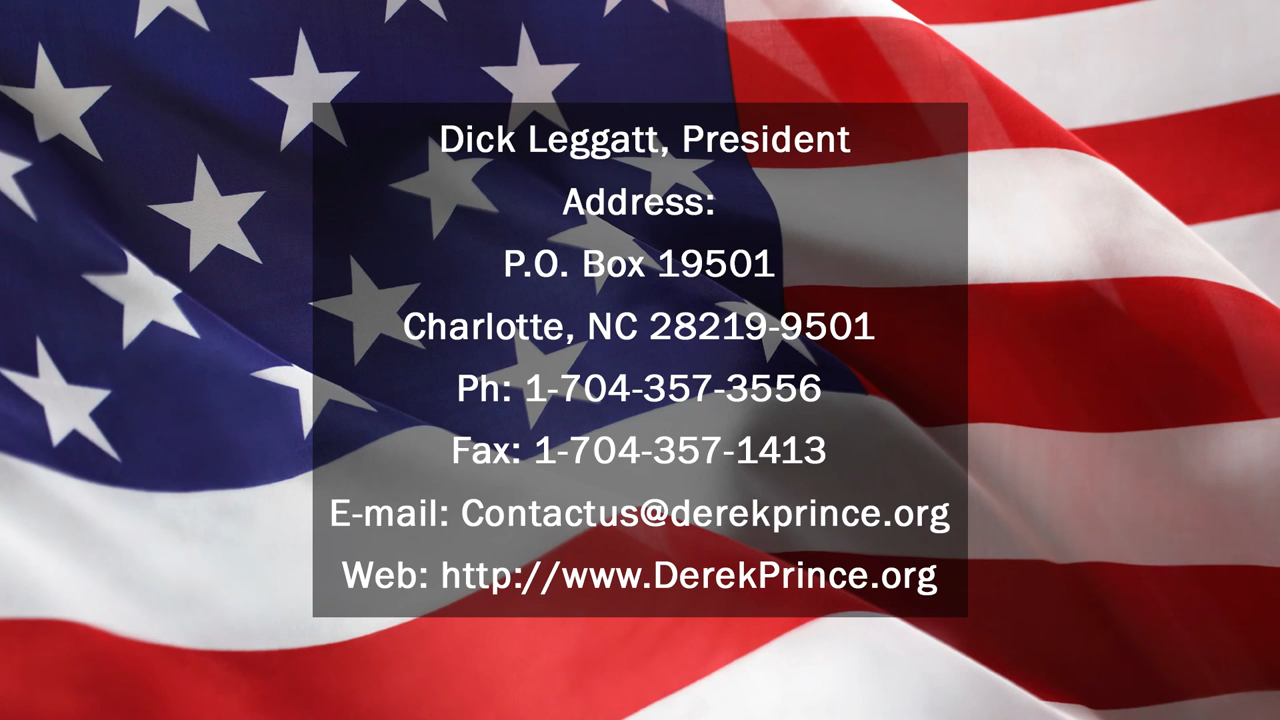 Dick Leggatt, President
Address:
P.O. Box 19501
Charlotte, NC 28219-9501
Ph: 1-704-357-3556
Fax: 1-704-357-1413
E-mail: Contactus@derekprince.org
Web: http://www.DerekPrince.org